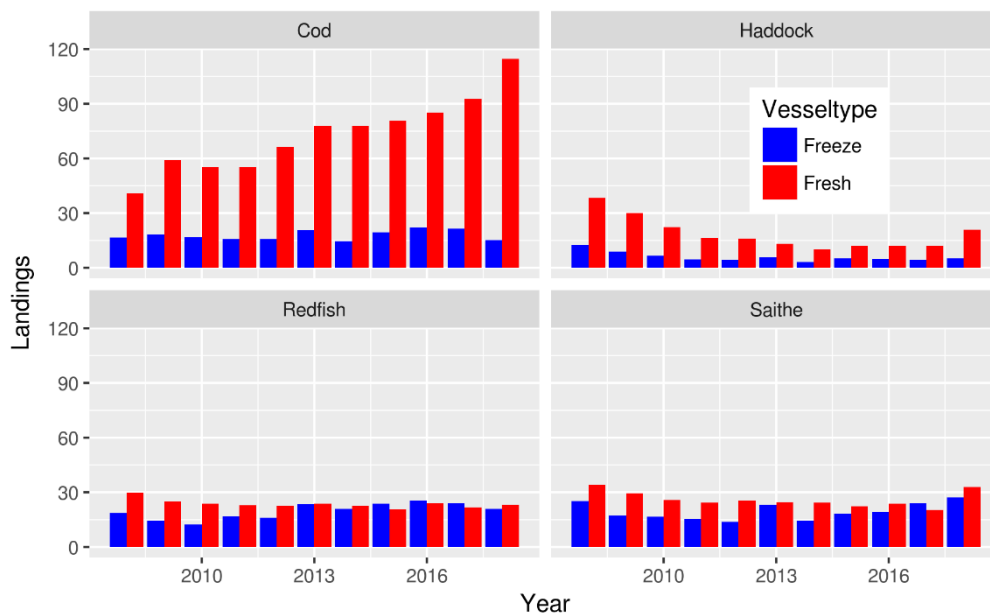 Cod
Haddock
120
90
60
30
0
Vesseltype
Freeze
Fresh
Landings
Redfish
Saithe
120
90
60
30
0
2010
2013
2016
2010
2013
2016
Year